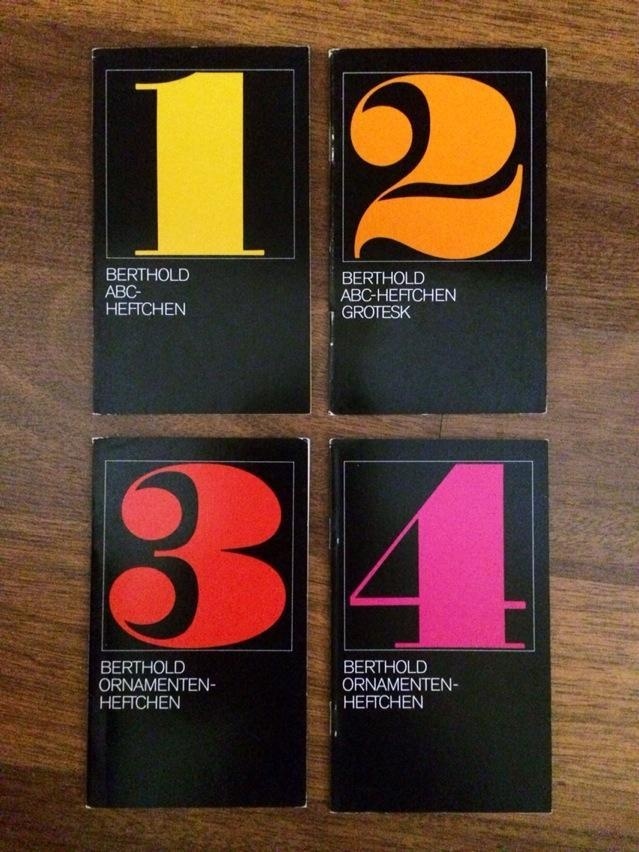 1
BERTHOLD
ABC-
HEFTCHEN
2
BERTHOLD
ABC-HEFTCHEN
GROTESK
3
BERTHOLD
ORNAMENTEN-
HEFTCHEN
4
BERTHOLD
ORNAMENTEN-
HEFTCHEN